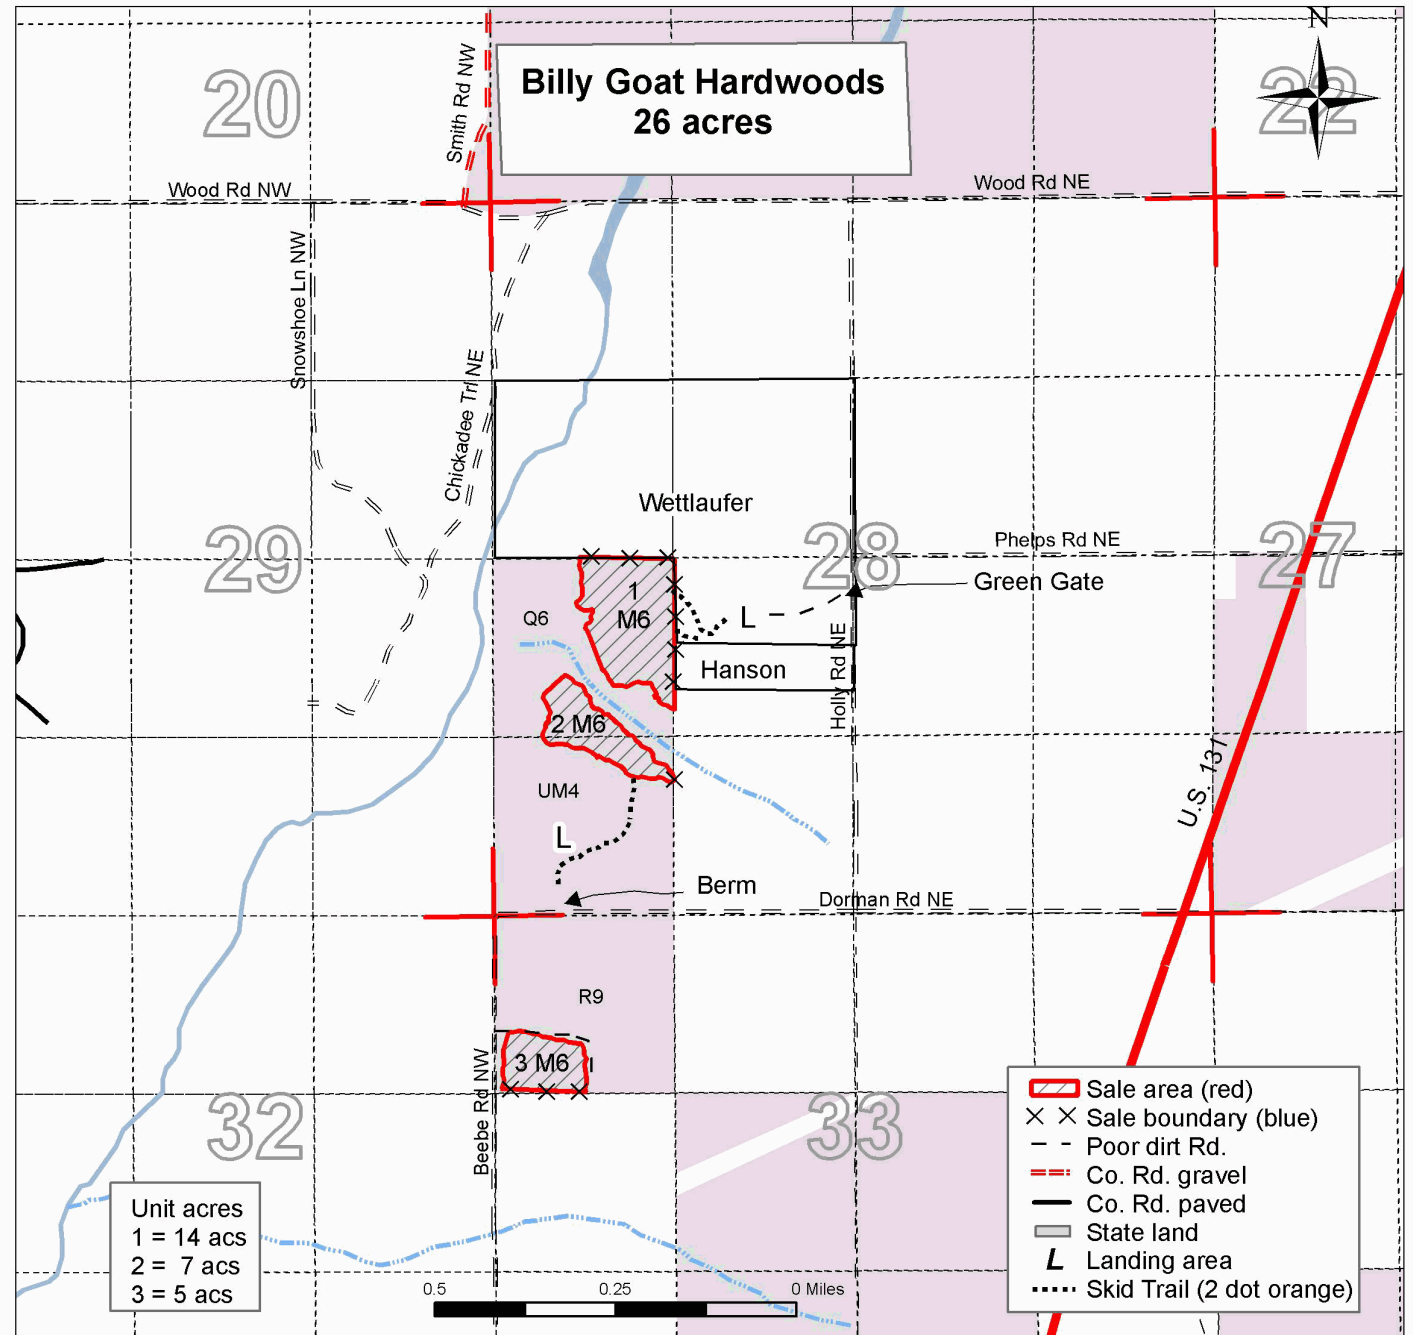 N
20
22
Billy Goat Hardwoods
26 acres
Smith Rd NW
Wood Rd NW
Wood Rd NE
Snowshoe Ln NW
Chickadee Trl NE
Wettlaufer
29
28
27
Phelps Rd NE
Green Gate
1
M6
Q6
L
Hanson
Holly Rd NE
2 M6
U.S. 131
UM4
L
Berm
Dorman Rd NE
R9
3 M6
Beebe Rd NW
32
33
Unit acres
1 = 14 acs
2 = 7 acs
3 = 5 acs
0.5 0.25 0 Miles
Sale area (red)
Sale boundary (blue)
Poor dirt Rd.
Co. Rd. gravel
Co. Rd. paved
State land
L Landing area
Skid Trail (2 dot orange)